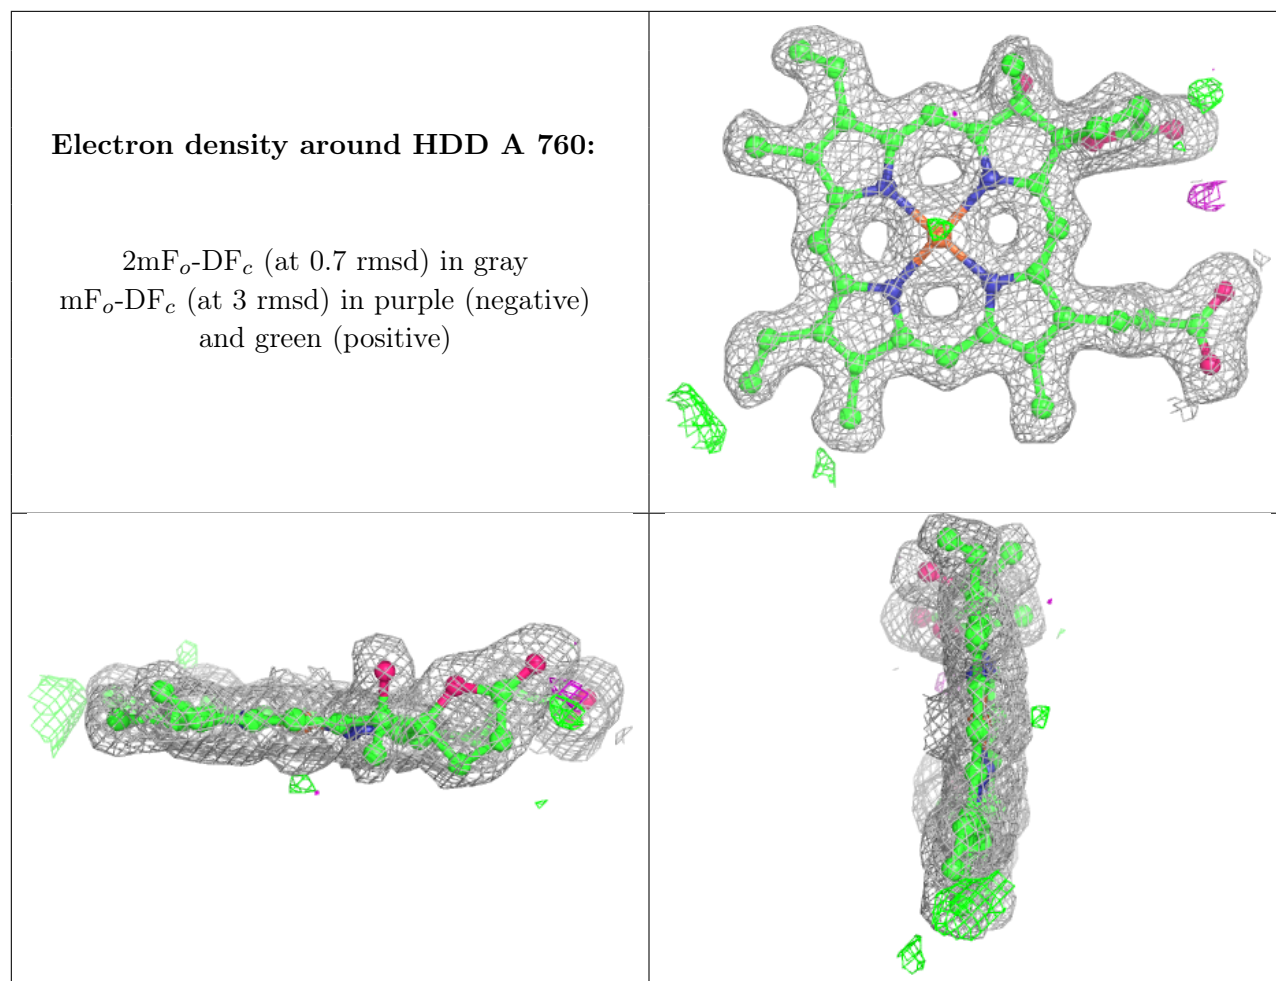 Electron density around HDD A 760:
2mFo-DFc (at 0.7 rmsd) in gray
mFo-DFc (at 3 rmsd) in purple (negative)
and green (positive)